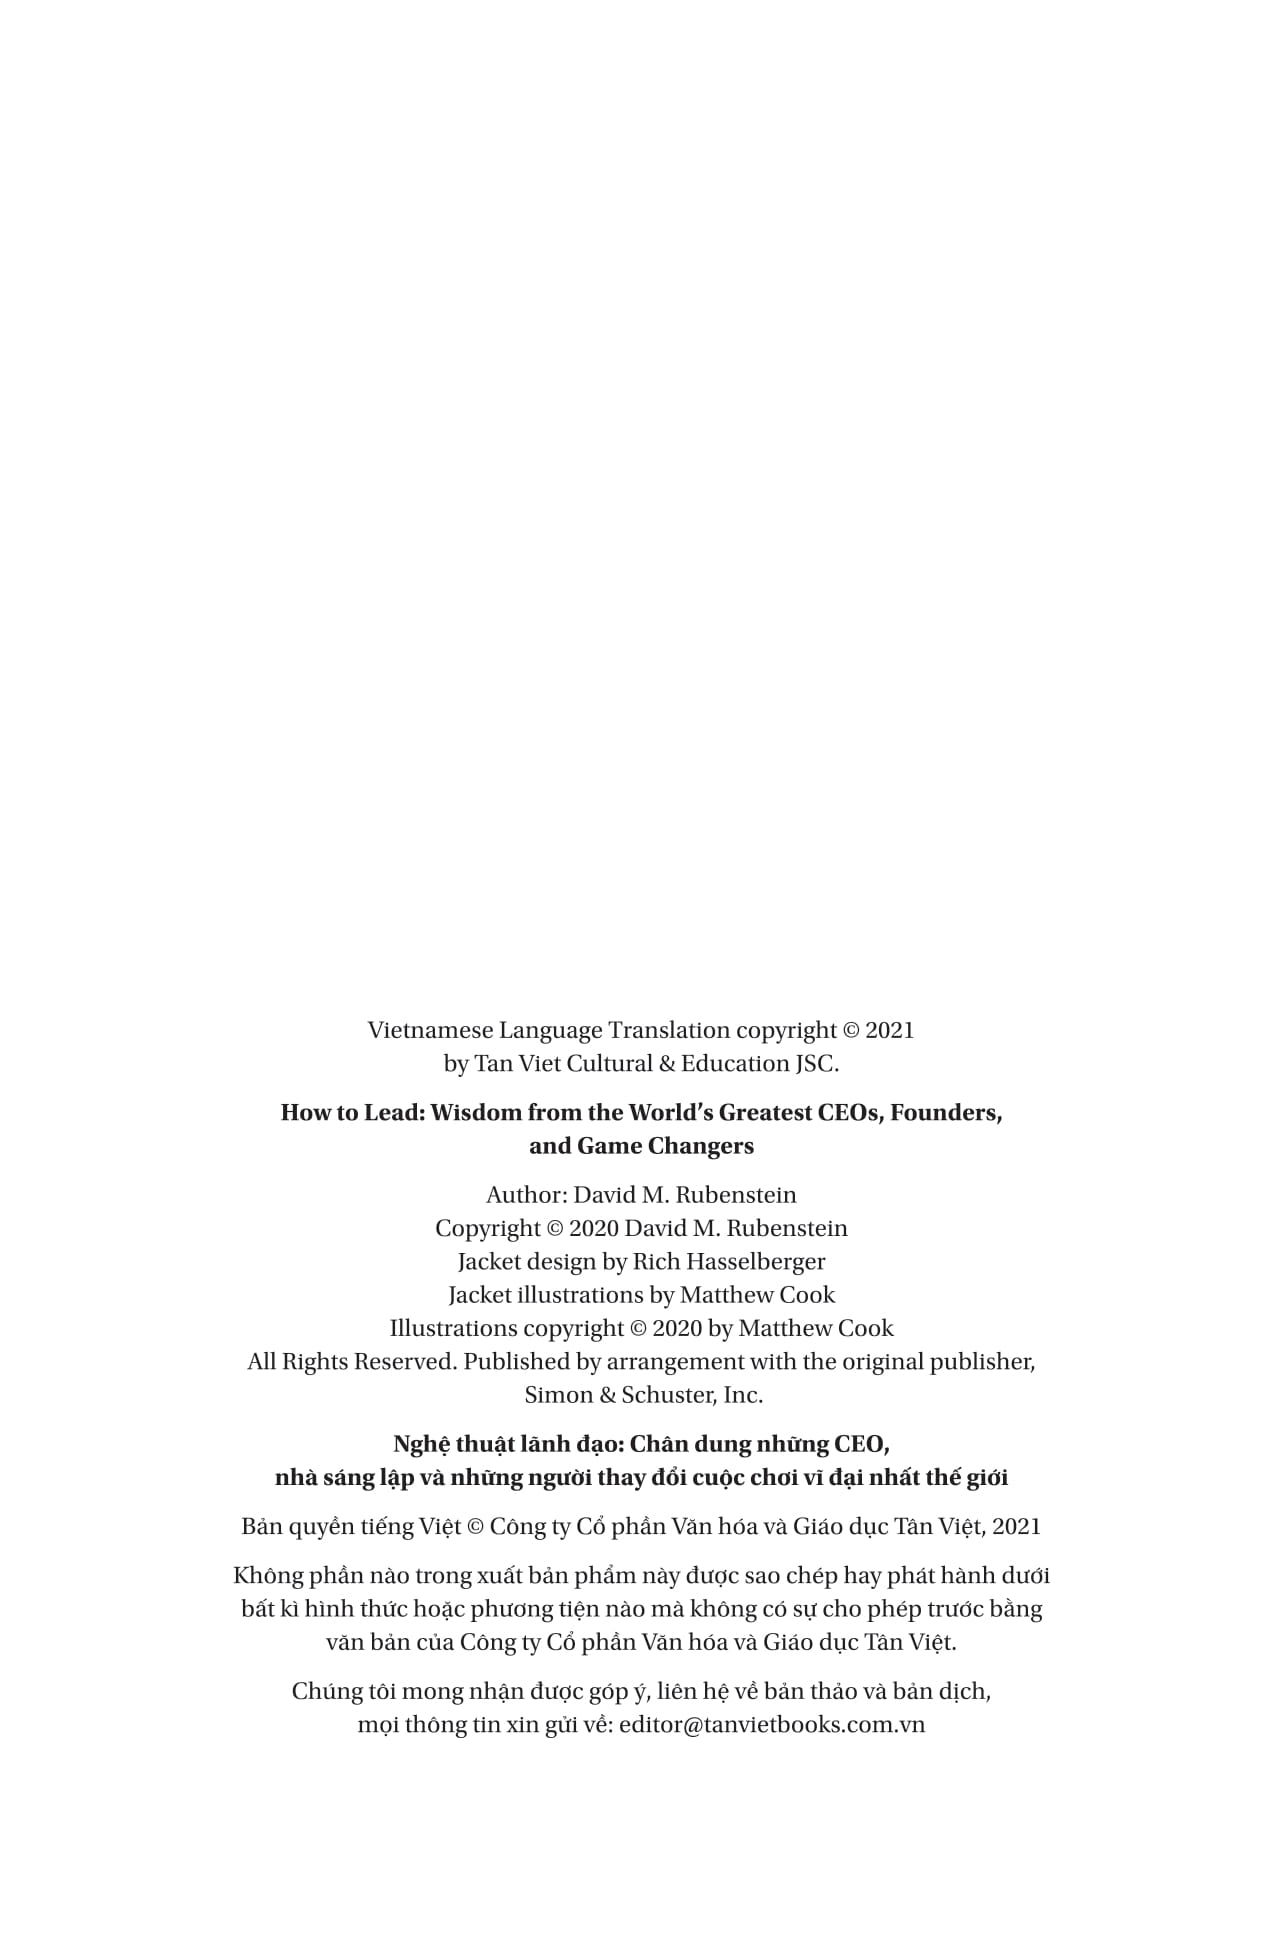 Vietnamese Language Translation copyright © 2021
by Tan Viet Cultural & Education JSC.
How to Lead: Wisdom from the World’s Greatest CEOs, Founders,
and Game Changers
Author: David M. Rubenstein
Copyright © 2020 David M. Rubenstein
Jacket design by Rich Hasselberger
Jacket illustrations by Matthew Cook
Illustrations copyright © 2020 by Matthew Cook
All Rights Reserved. Published by arrangement with the original publisher,
Simon & Schuster, Inc.
Nghệ thuật lãnh đạo: Chân dung những CEO,
nhà sáng lập và những người thay đổi cuộc chơi vĩ đại nhất thế giới
Bản quyền tiếng Việt © Công ty Cổ phần Văn hóa và Giáo dục Tân Việt, 2021
Không phần nào trong xuất bản phẩm này được sao chép hay phát hành dưới
bất kì hình thức hoặc phương tiện nào mà không có sự cho phép trước bằng
văn bản của Công ty Cổ phần Văn hóa và Giáo dục Tân Việt.
Chúng tôi mong nhận được góp ý, liên hệ về bản thảo và bản dịch,
mọi thông tin xin gửi về: editor@tanvietbooks.com.vn